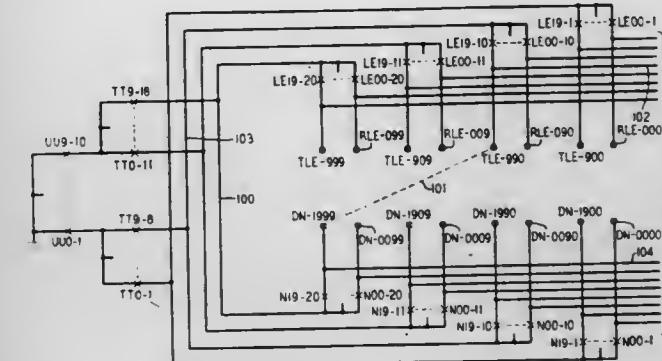 LE19-1 LE00-1
LE19-10 LE00-10
LE19-11 LE00-11
LE19-20 LE00-20
TT9-18
102
UU9-10
103
TT0-11
RLE-099 RLE-009 RLE-090 RLE-000
TLE-999 TLE-909 TLE-990 TLE-900
100
101
TT9-8
DN-1999 DN-1909 DN-1990 DN-1900
UU0-1
DN-0099 DN-0009 DN-0090 DN-0000
104
TT0-1
N19-20 N00-20
N19-11 N00-11
N19-10 N00-10
N19-1 N00-1